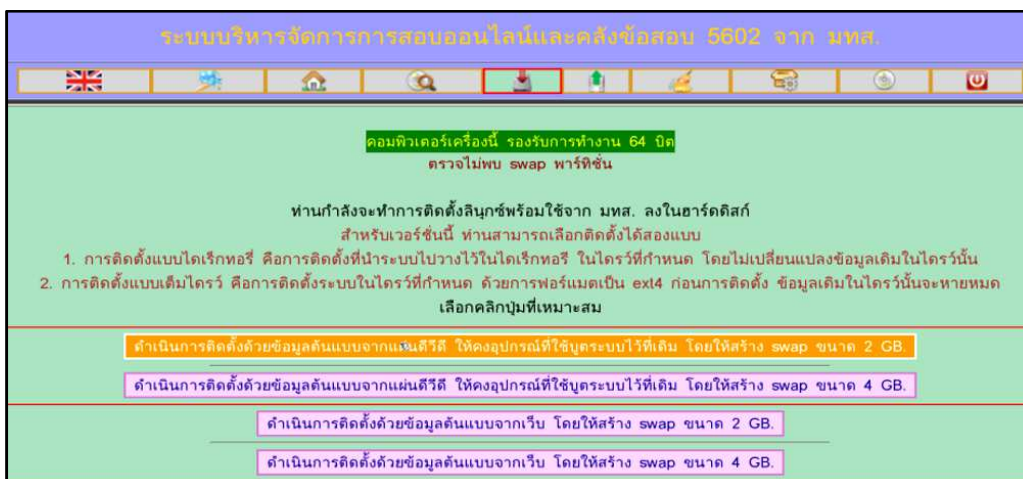 ระบบบริหารจัดการการสอบออนไลน์และคลังข้อสอบ 5602 จาก มทส.
คอมพิวเตอร์เครื่องนี้ รองรับการทำงาน 64 บิต
ตรวจไม่พบ swap พาร์ทิชั่น
ท่านกำลังจะทำการติดตั้งลินุกซ์พร้อมใช้จาก มทส. ลงในฮาร์ดดิสก์
สำหรับเวอร์ชั่นนี้ ท่านสามารถเลือกติดตั้งได้สองแบบ
1. การติดตั้งแบบไดเร็กทอรี่ คือการติดตั้งที่นำระบบไปวางไว้ในไดเร็กทอรี่ ในไดรว์ที่กำหนด โดยไม่เปลี่ยนแปลงข้อมูลเดิมในไดรว์นั้น
2. การติดตั้งแบบเต็มไดรว์ คือการติดตั้งระบบในไดรว์ที่กำหนด ด้วยการฟอร์แมตเป็น ext4 ก่อนการติดตั้ง ข้อมูลเดิมในไดรว์นั้นจะหายหมด
เลือกคลิกปุ่มที่เหมาะสม
ดำเนินการติดตั้งด้วยข้อมูลต้นแบบจากแผ่นดีวีดี ให้คงอุปกรณ์ที่ใช้บูตระบบไว้ที่เดิม โดยให้สร้าง swap ขนาด 2 GB.
ดำเนินการติดตั้งด้วยข้อมูลต้นแบบจากแผ่นดีวีดี ให้คงอุปกรณ์ที่ใช้บูตระบบไว้ที่เดิม โดยให้สร้าง swap ขนาด 4 GB.
ดำเนินการติดตั้งด้วยข้อมูลต้นแบบจากเว็บ โดยให้สร้าง swap ขนาด 2 GB.
ดำเนินการติดตั้งด้วยข้อมูลต้นแบบจากเว็บ โดยให้สร้าง swap ขนาด 4 GB.